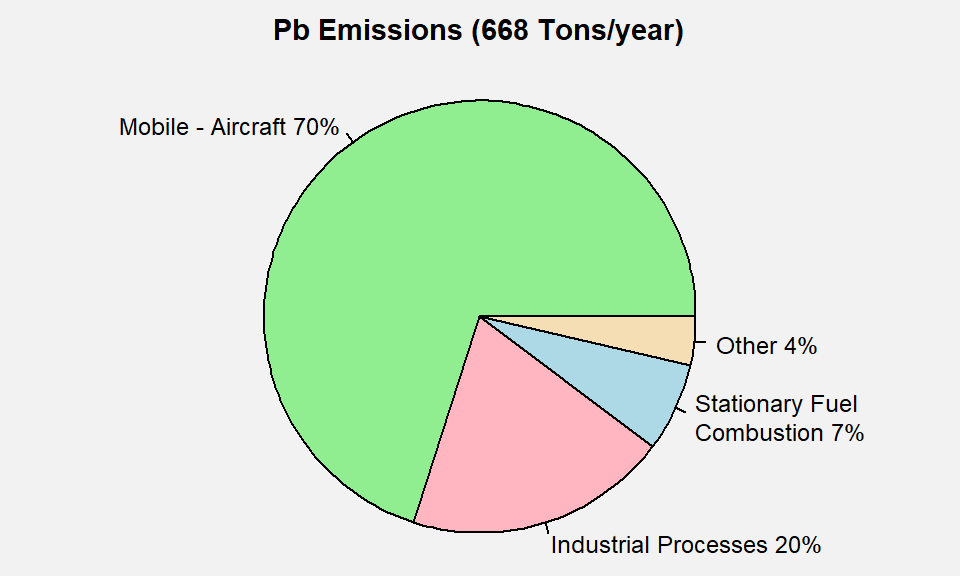 Pb Emissions (668 Tons/year)
Mobile - Aircraft 70%
Other 4%
Stationary Fuel
Combustion 7%
Industrial Processes 20%